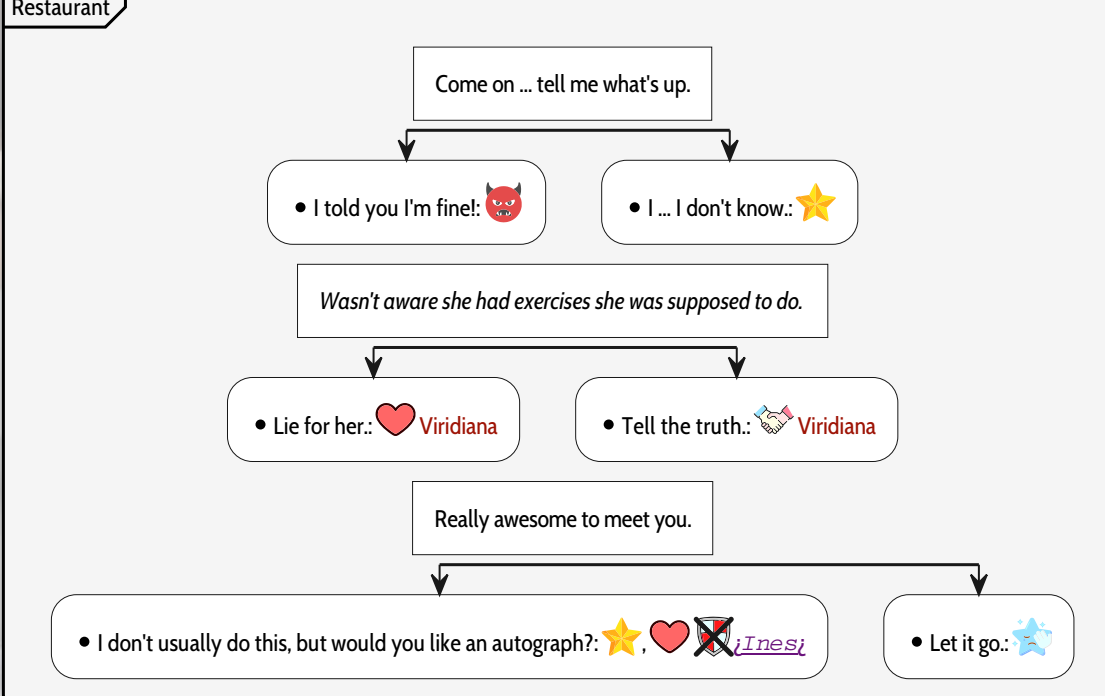 Restaurant
Come on ... tell me what's up.
• I told you I'm fine!:
• I ... I don't know.:
Wasn't aware she had exercises she was supposed to do.
• Lie for her.: Viridiana
• Tell the truth.: Viridiana
Really awesome to meet you.
• I don't usually do this, but would you like an autograph?: , ¿Ines¿
• Let it go.: